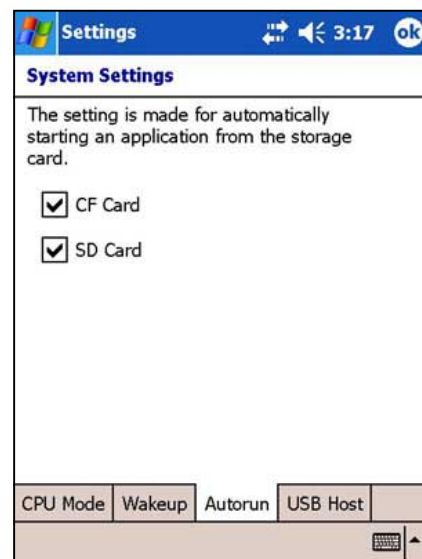 Settings 3:17 ok
System Settings
The setting is made for automatically
starting an application from the storage
card.
CF Card
SD Card
CPU Mode Wakeup Autorun USB Host